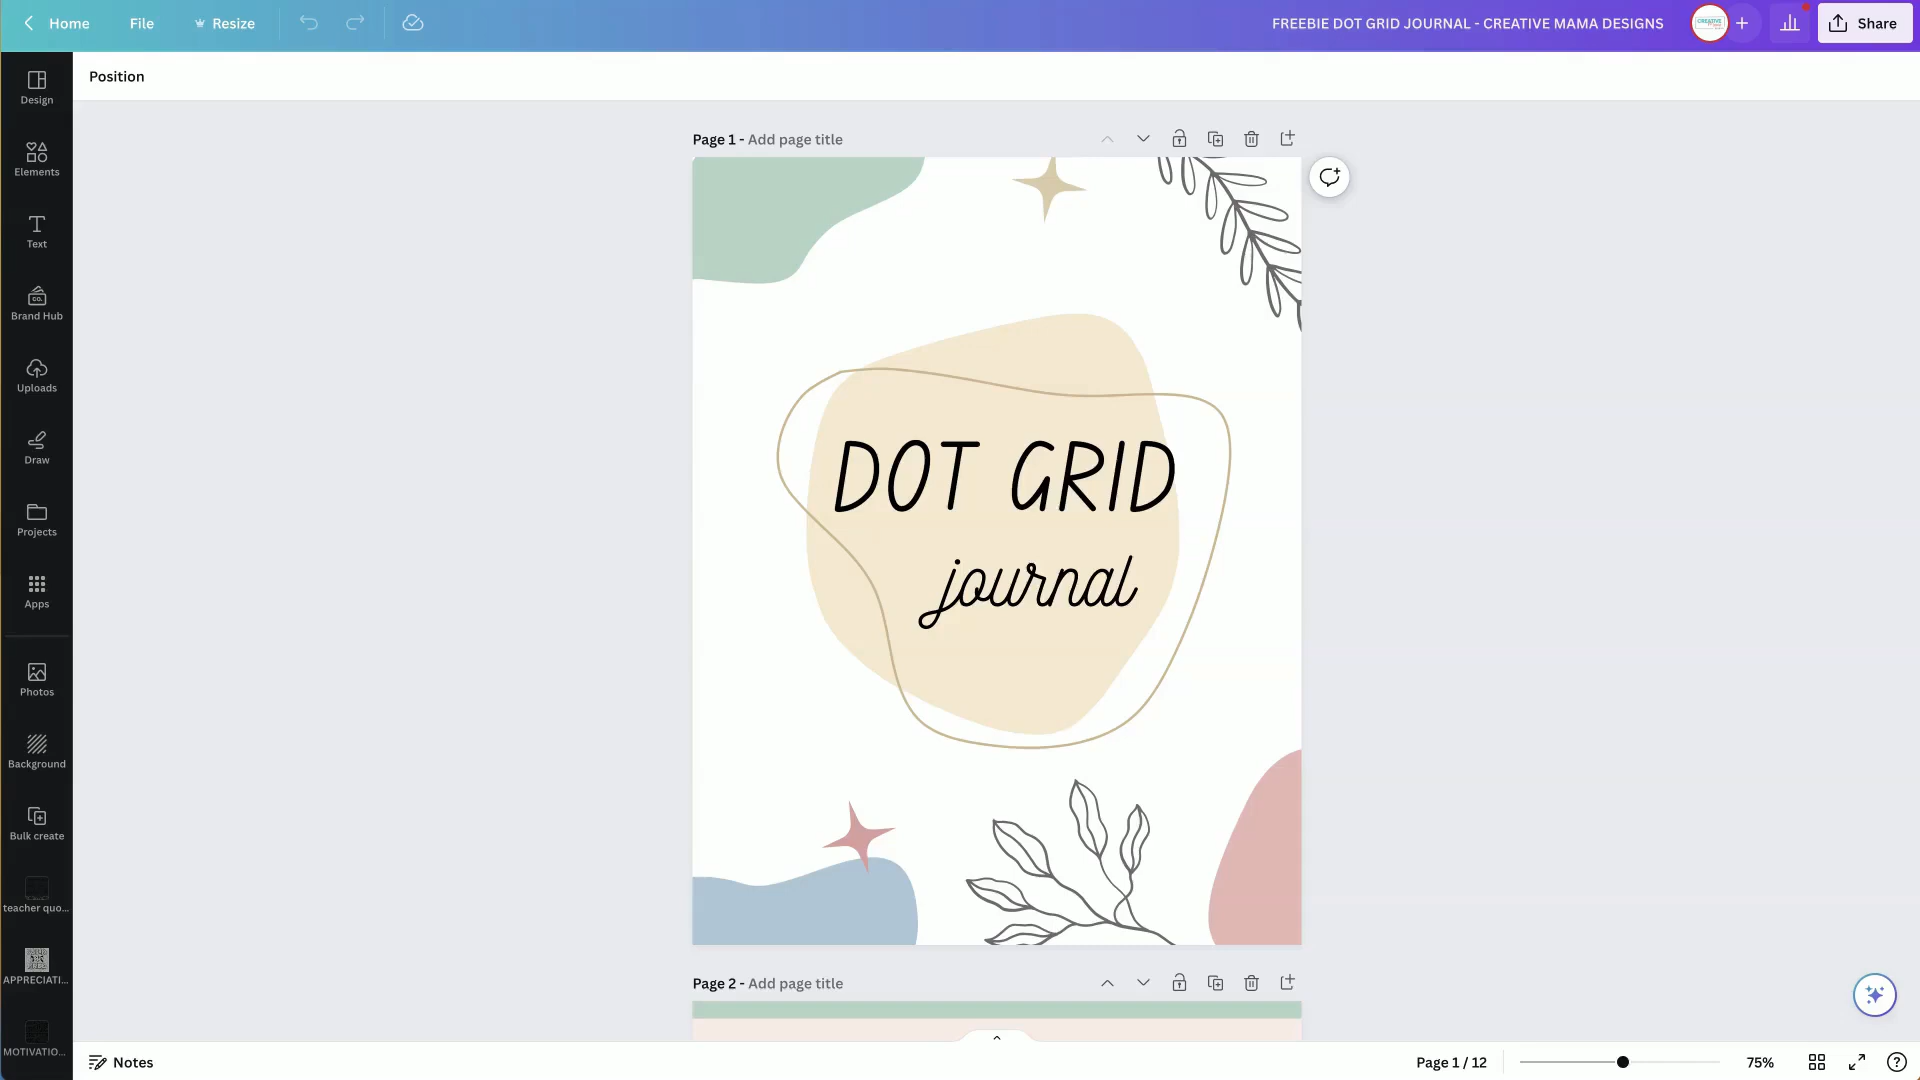 Home File Resize FREEBIE DOT GRID JOURNAL - CREATIVE MAMA DESIGNS Share
Position
Design
Elements
Text
Brand Hub
Uploads
Draw
Projects
Apps
Photos
Background
Bulk create
teacher quo...
APPRECIATI...
MOTIVATIO...
Page 1 - Add page title
DOT GRID
journal
Page 2 - Add page title
Notes Page 1 / 12 75%